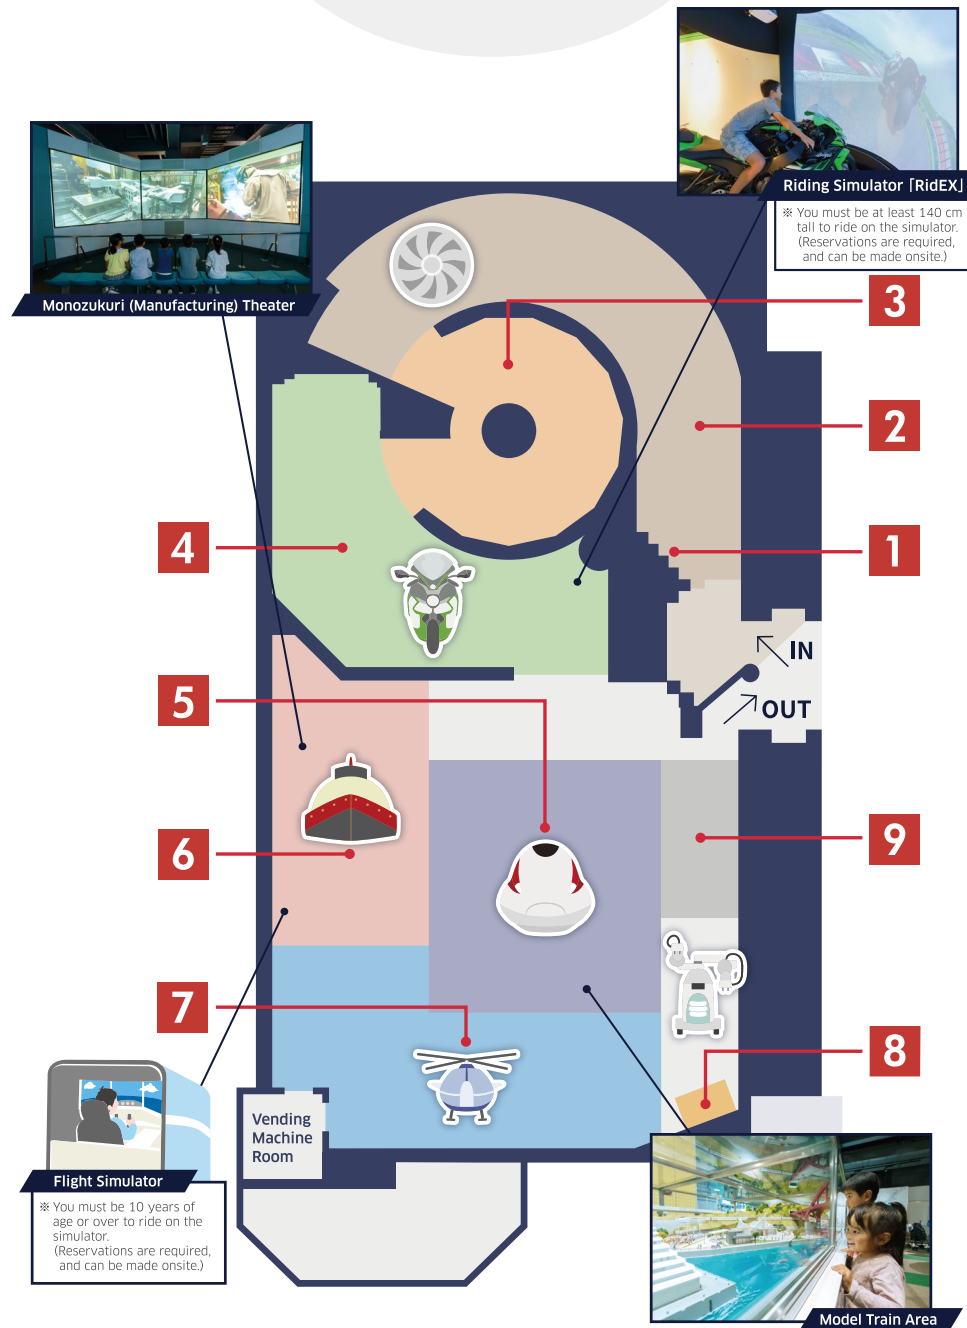 Riding Simulator「RidEX」
※ You must be at least 140 cm
tall to ride on the simulator.
(Reservations are required,
and can be made onsite.)
Monozukuri (Manufacturing) Theater
3
2
4
1
IN
5
OUT
9
6
7
8
Vending
Machine
Room
Flight Simulator
※ You must be 10 years of
age or over to ride on the
simulator.
(Reservations are required,
and can be made onsite.)
Model Train Area